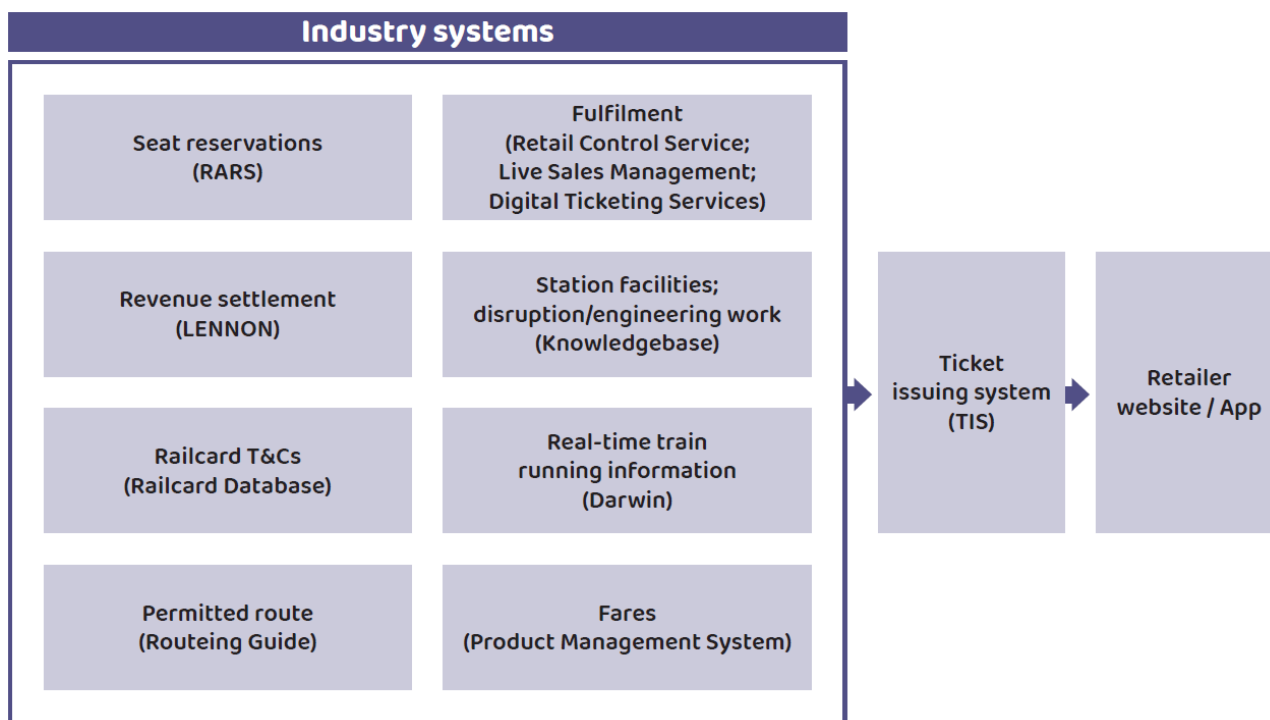 Industry systems
Seat reservations
(RARS)
Fulfilment
(Retail Control Service;
Live Sales Management;
Digital Ticketing Services)
Revenue settlement
(LENNON)
Station facilities;
disruption/engineering work
(Knowledgebase)
Railcard T&Cs
(Railcard Database)
Real-time train
running information
(Darwin)
Permitted route
(Routeing Guide)
Fares
(Product Management System)
Ticket
issuing system
(TIS)
Retailer
website / App